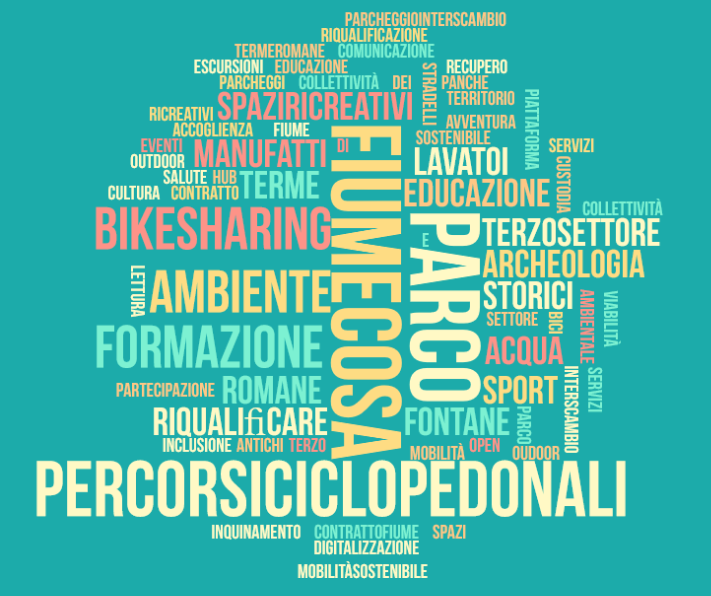 PARCHEGGIOINTERSCAMBIO
RIQUALIFICAZIONE
TERMEROMANE COMUNICAZIONE
ESCURSIONI EDUCAZIONE
STRADELLI
RECUPERO
PARCHEGGI COLLETTIVITÀ DEI
PANCHE
SPAZIRICREATIVI
TERRITORIO
PIATTAFORMA
RICREATIVI
AVVENTURA
ACCOGLIENZA FIUME
FIUMECOSA
SOSTENIBILE
EVENTI MANUFATTI DI
SERVIZI
OUTDOOR
LAVATOI
CUSTODIA
SALUTE HUB TERME
CULTURA CONTRATTO
EDUCAZIONE
COLLETTIVITÀ
BIKESHARING
PARCO
E
TERZOSETTORE
ARCHEOLOGIA
LETTURA
AMBIENTE
STORICI
AMBIENTALE
VIABILITÀ
SETTORE
BICI
FORMAZIONE
ACQUA
INTERSCAMBIO
SERVIZI
PARTECIPAZIONE ROMANE
SPORT
RIQUALIfiCARE
FONTANE
PARCO
INCLUSIONE ANTICHI TERZO
MOBILITÀ OPEN OUDOOR
PERCORSICICLOPEDONALI
INQUINAMENTO CONTRATTOFIUME SPAZI
DIGITALIZZAZIONE
MOBILITÀSOSTENIBILE